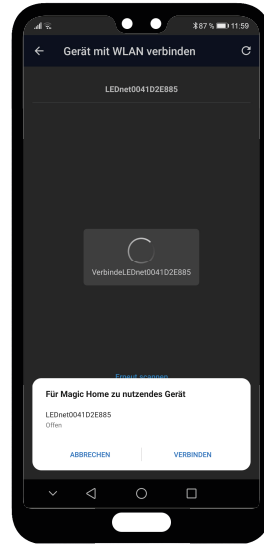 87 % 11:59
Gerät mit WLAN verbinden
LEDnet0041D2E885
VerbindeLEDnet0041D2E885
Erneut scannen
Für Magic Home zu nutzendes Gerät
LEDnet0041D2E885
Offen
ABBRECHEN VERBINDEN